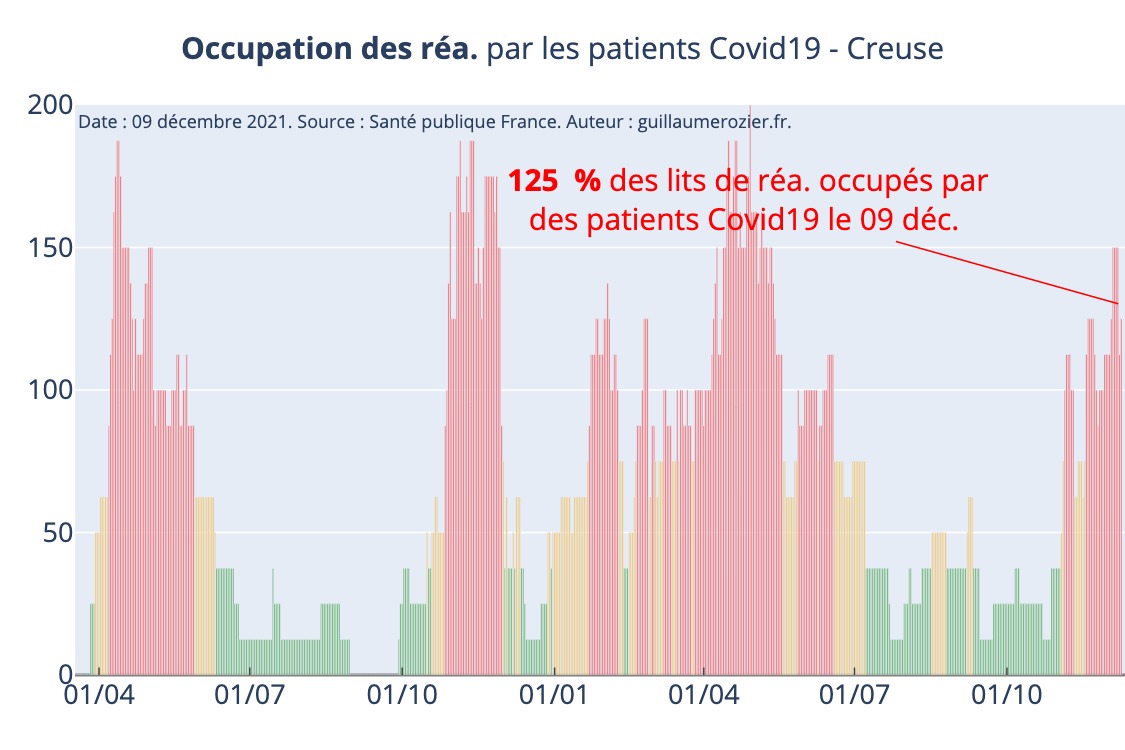 Occupation des réa. par les patients Covid19 - Creuse
200
Date : 09 décembre 2021. Source : Santé publique France. Auteur : guillaumerozier.fr.
125 % des lits de réa. occupés par
des patients Covid19 le 09 déc.
150
100
50
0
01/04 01/07 01/10 01/01 01/04 01/07 01/10